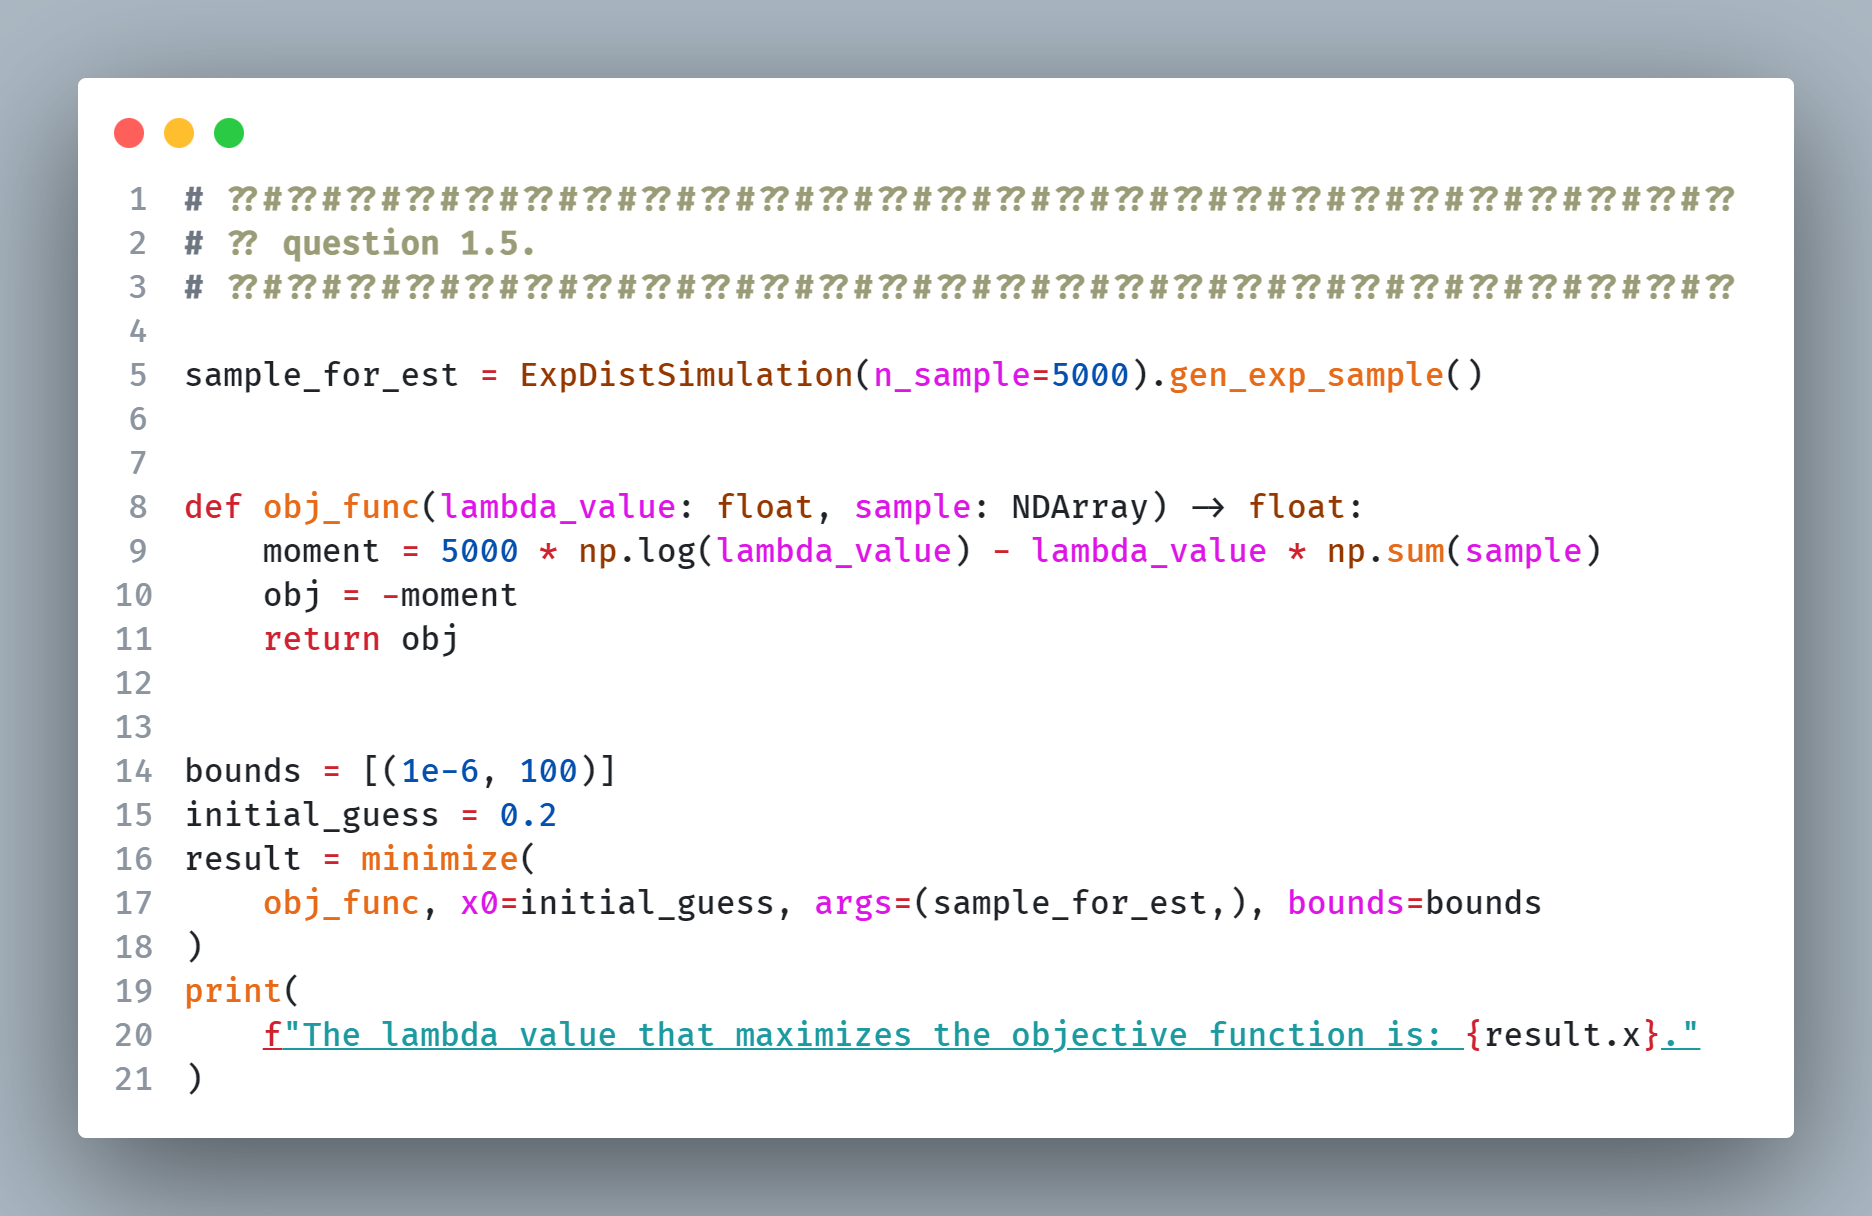 1 # ??#??#??#??#??#??#??#??#??#??#??#??#??#??#??#??#??#??#??#??#??#??#??#??#??#??
2 # ?? question 1.5.
3 # ??#??#??#??#??#??#??#??#??#??#??#??#??#??#??#??#??#??#??#??#??#??#??#??#??#??
4
5 sample_for_est = ExpDistSimulation(n_sample=5000).gen_exp_sample()
6
7
8 def obj_func(lambda_value: float, sample: NDArray) -> float:
9     moment = 5000 * np.log(lambda_value) - lambda_value * np.sum(sample)
10     obj = -moment
11     return obj
12
13
14 bounds = [(1e-6, 100)]
15 initial_guess = 0.2
16 result = minimize(
17     obj_func, x0=initial_guess, args=(sample_for_est,), bounds=bounds
18 )
19 print(
20     f"The lambda value that maximizes the objective function is: {result.x}."
21 )